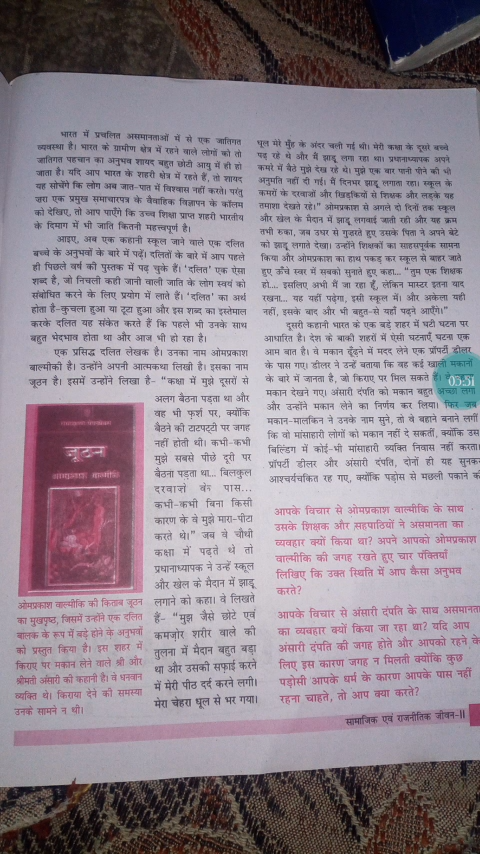 भारत में प्रचलित असमानताओं में से एक जातिगत
व्यवस्था है। भारत के ग्रामीण क्षेत्र में रहने वाले लोगों को तो
जातिगत पहचान का अनुभव शायद बहुत छोटी आयु में ही हो
जाता है। यदि आप भारत के शहरी क्षेत्र में रहते हैं, तो शायद
यह सोचेंगे कि लोग अब जात-पात में विश्वास नहीं करते। परंतु
ज़रा एक प्रमुख समाचारपत्र के वैवाहिक विज्ञापन के कॉलम
को देखिए, तो आप पाएँगे कि उच्च शिक्षा प्राप्त शहरी भारतीय
के दिमाग में भी जाति कितनी महत्त्वपूर्ण है।
आइए, अब एक कहानी स्कूल जाने वाले एक दलित
बच्चे के अनुभवों के बारे में पढ़ें। दलितों के बारे में आप पहले
ही पिछले वर्ष की पुस्तक में पढ़ चुके हैं। 'दलित' एक ऐसा
शब्द है, जो निचली कही जानी वाली जाति के लोग स्वयं को
संबोधित करने के लिए प्रयोग में लाते हैं। 'दलित' का अर्थ
होता है–कुचला हुआ या टूटा हुआ और इस शब्द का इस्तेमाल
करके दलित यह संकेत करते हैं कि पहले भी उनके साथ
बहुत भेदभाव होता था और आज भी हो रहा है।
एक प्रसिद्ध दलित लेखक है। उनका नाम ओमप्रकाश
बाल्मीकी है। उन्होंने अपनी आत्मकथा लिखी है। इसका नाम
जूठन है। इसमें उन्होंने लिखा है– "कक्षा में मुझे दूसरों से
अलग बैठना पड़ता था और
वह भी फ़र्श पर, क्योंकि
बैठने की टाटपट्टी पर जगह
नहीं होती थी। कभी-कभी
मुझे सबसे पीछे दूरी पर
बैठना पड़ता था... बिलकुल
दरवाज़े के पास...
कभी-कभी बिना किसी
कारण के वे मुझे मारा-पीटा
करते थे।" जब वे चौथी
कक्षा में पढ़ते थे तो
प्रधानाध्यापक ने उन्हें स्कूल
और खेल के मैदान में झाड़ू
लगाने को कहा। वे लिखते
हैं– "मुझ जैसे छोटे एवं
कमज़ोर शरीर वाले की
तुलना में मैदान बहुत बड़ा
था और उसकी सफ़ाई करने
में मेरी पीठ दर्द करने लगी।
मेरा चेहरा धूल से भर गया।
जूठन
ओमप्रकाश वाल्मीकि
ओमप्रकाश वाल्मीकि की किताब जूठन
का मुखपृष्ठ, जिसमें उन्होंने एक दलित
बालक के रूप में बड़े होने के अनुभवों
को प्रस्तुत किया है। इस शहर में
किराए पर मकान लेने वाले श्री और
श्रीमती अंसारी की कहानी है। वे धनवान
व्यक्ति थे। किराया देने की समस्या
उनके सामने न थी।
धूल मेरे मुँह के अंदर चली गई थी। मेरी कक्षा के दूसरे बच्चे
पढ़ रहे थे और मैं झाड़ू लगा रहा था। प्रधानाध्यापक अपने
कमरे में बैठे मुझे देख रहे थे। मुझे एक बार पानी पीने की भी
अनुमति नहीं दी गई। मैं दिनभर झाड़ू लगाता रहा। स्कूल के
कमरों के दरवाज़ों और खिड़कियों से शिक्षक और लड़के यह
तमाशा देखते रहे।" ओमप्रकाश से अगले दो दिनों तक स्कूल
और खेल के मैदान में झाड़ू लगवाई जाती रही और यह क्रम
तभी रुका, जब उधर से गुज़रते हुए उसके पिता ने अपने बेटे
को झाड़ू लगाते देखा। उन्होंने शिक्षकों का साहसपूर्वक सामना
किया और ओमप्रकाश का हाथ पकड़ कर स्कूल से बाहर जाते
हुए ऊँचे स्वर में सबको सुनाते हुए कहा... "तुम एक शिक्षक
हो... इसलिए अभी मैं जा रहा हूँ, लेकिन मास्टर इतना याद
रखना... यह यहीं पढ़ेगा, इसी स्कूल में। और अकेला यही
नहीं, इसके बाद और भी बहुत-से यहाँ पढ़ने आएँगे।"
दूसरी कहानी भारत के एक बड़े शहर में घटी घटना पर
आधारित है। देश के बाकी शहरों में ऐसी घटनाएँ घटना एक
आम बात है। वे मकान ढूँढ़ने में मदद लेने एक प्रॉपर्टी डीलर
के पास गए। डीलर ने उन्हें बताया कि वह कई खाली मकानों
के बारे में जानता है, जो किराए पर मिल सकते हैं।
मकान देखने गए। अंसारी दंपति को मकान बहुत अच्छा लगा
और उन्होंने मकान लेने का निर्णय कर लिया। फिर जब
मकान-मालकिन ने उनके नाम सुने, तो वे बहाने बनाने लगीं
कि वो मांसाहारी लोगों को मकान नहीं दे सकतीं, क्योंकि उस
बिल्डिंग में कोई-भी मांसाहारी व्यक्ति निवास नहीं करता।
प्रॉपर्टी डीलर और अंसारी दंपति, दोनों ही यह सुनकर
आश्चर्यचकित रह गए, क्योंकि पड़ोस से मछली पकाने की
0551
आपके विचार से ओमप्रकाश वाल्मीकि के साथ
उसके शिक्षक और सहपाठियों ने असमानता का
व्यवहार क्यों किया था? अपने आपको ओमप्रकाश
वाल्मीकि की जगह रखते हुए चार पंक्तियाँ
लिखिए कि उक्त स्थिति में आप कैसा अनुभव
करते?
आपके विचार से अंसारी दंपति के साथ असमानता
का व्यवहार क्यों किया जा रहा था? यदि आप
अंसारी दंपति की जगह होते और आपको रहने के
लिए इस कारण जगह न मिलती क्योंकि कुछ
पड़ोसी आपके धर्म के कारण आपके पास नहीं
रहना चाहते, तो आप क्या करते?
सामाजिक एवं राजनीतिक जीवन-II